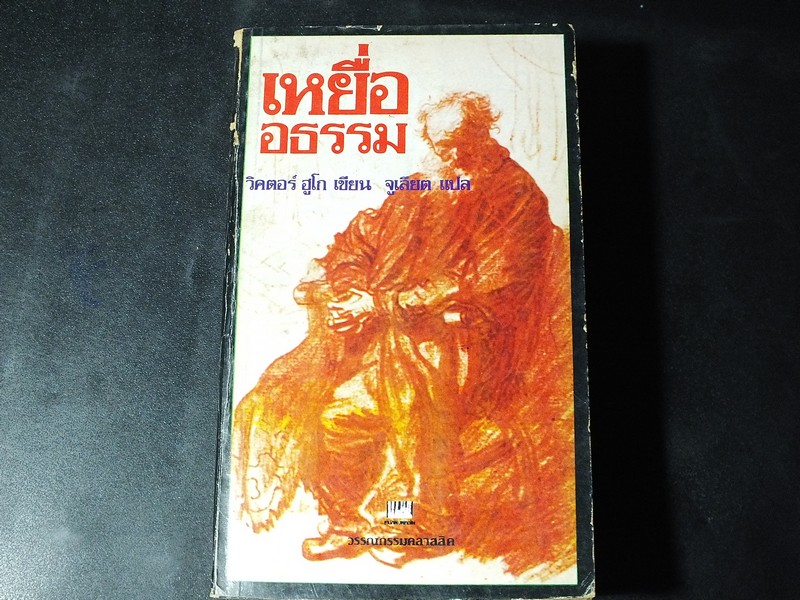 เหยื่อ
อธรรม
วิคตอร์ ฮูโก เขียน จูเลียต แปล
วรรณกรรมคลาสสิค